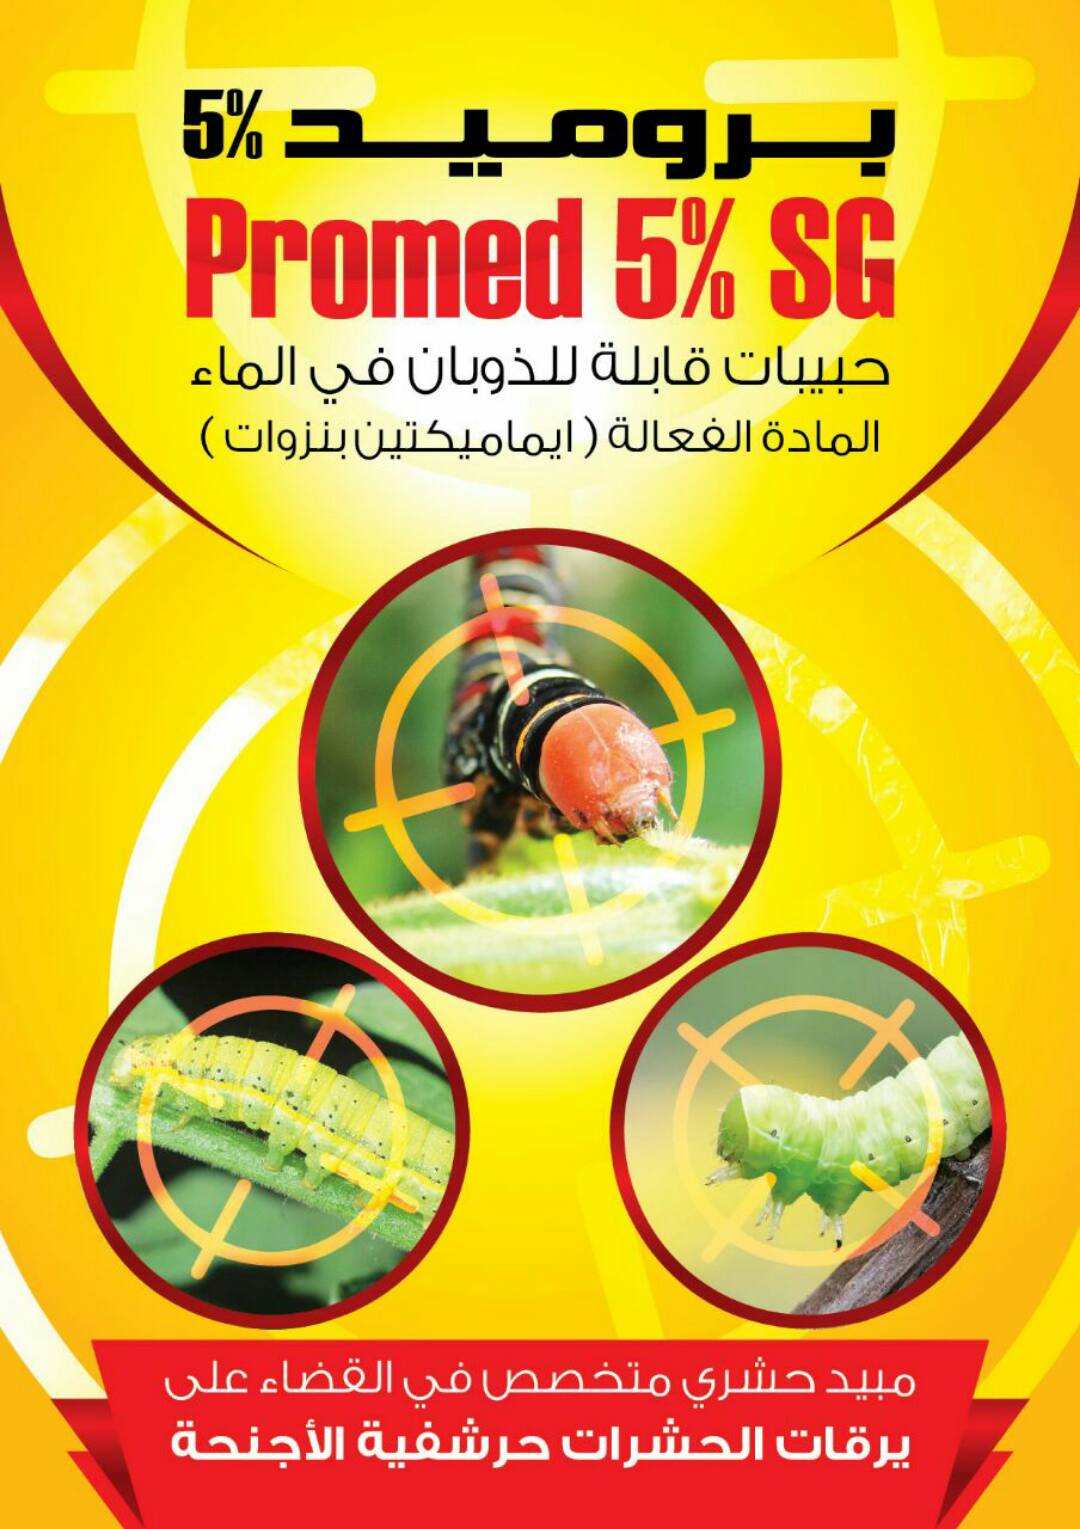 بروميد 5%
Promed 5% SG
حبيبات قابلة للذوبان في الماء
المادة الفعالة ( ايماميكتين بنزوات )
مبيد حشري متخصص في القضاء على
يرقات الحشرات حرشفية الأجنحة